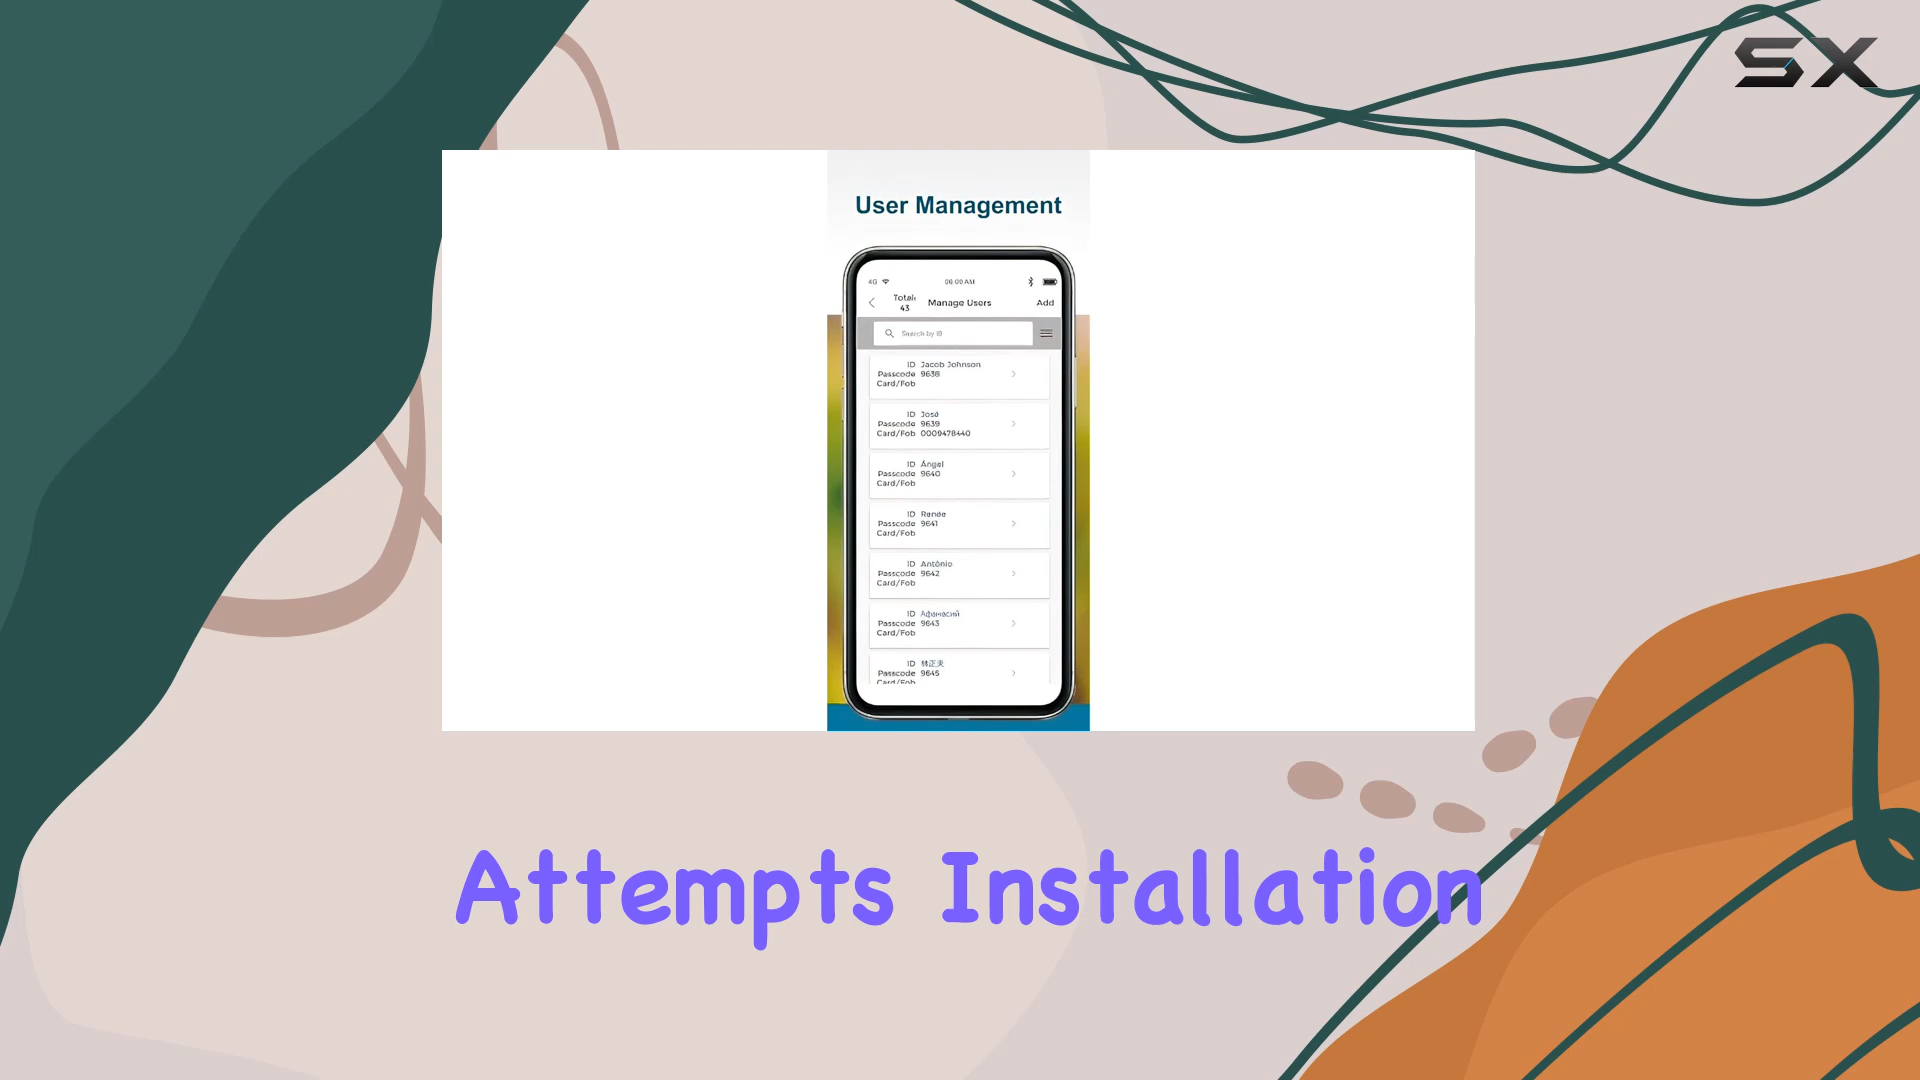 SX
User Management
4G 08:00 AM
Total: 43 Manage Users Add
Search by ID
ID Jacob Johnson
Passcode 9638
Card/Fob
ID José
Passcode 9639
Card/Fob 0009478440
ID Ángel
Passcode 9640
Card/Fob
ID Renée
Passcode 9641
Card/Fob
ID António
Passcode 9642
Card/Fob
ID Афанасий
Passcode 9643
Card/Fob
ID
Passcode 9645
Card/Fob
Attempts Installation